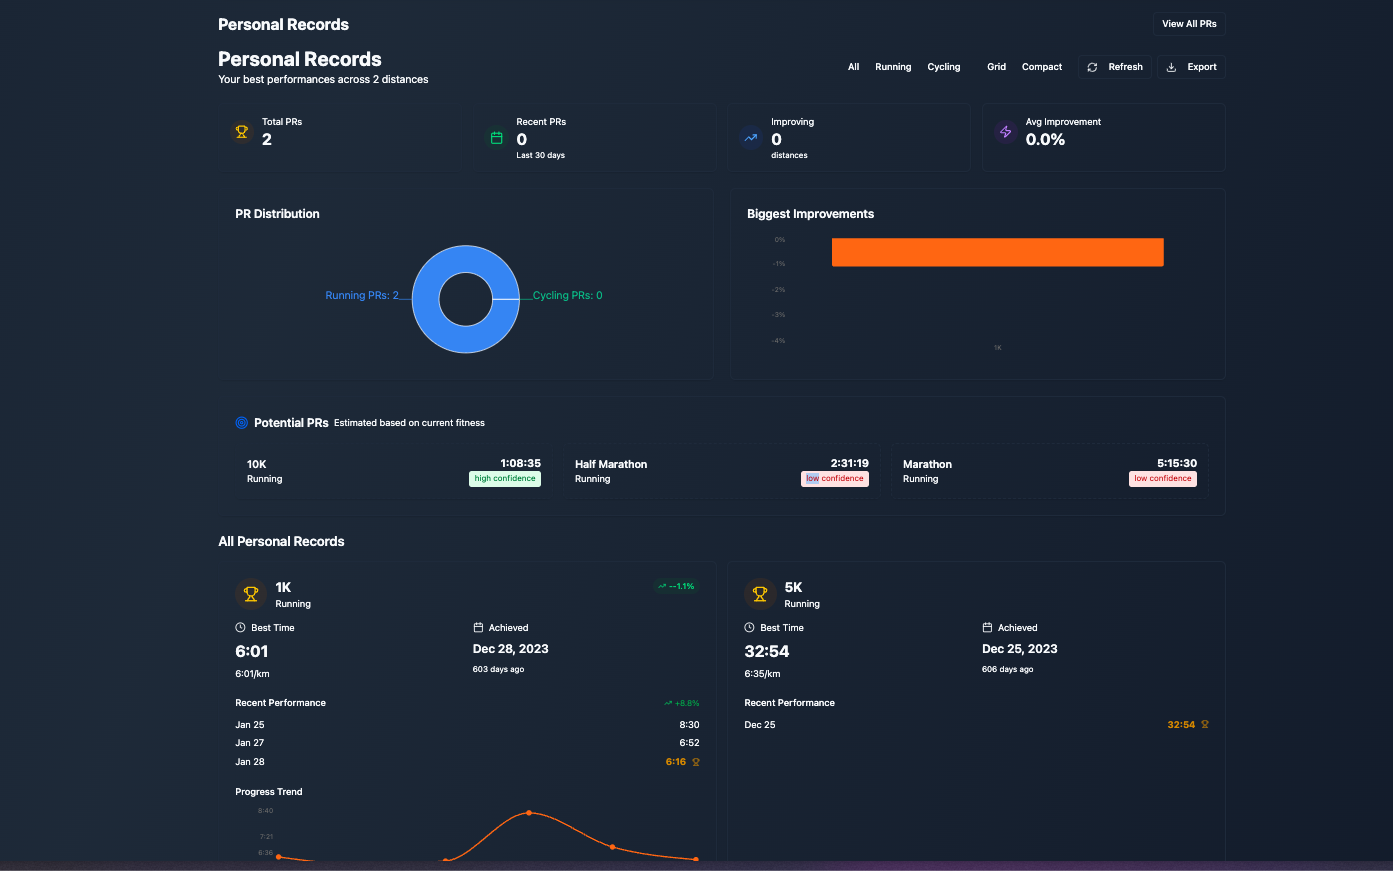 Personal Records
View All PRs
Personal Records
Your best performances across 2 distances
All Running Cycling Grid Compact Refresh Export
Total PRs
2
Recent PRs
0
Last 30 days
Improving
0
distances
Avg Improvement
0.0%
PR Distribution
Running PRs: 2
Cycling PRs: 0
Biggest Improvements
0%
-1%
-2%
-3%
-4%
1K
Potential PRs Estimated based on current fitness
10K
Running
1:08:35
high confidence
Half Marathon
Running
2:31:19
low confidence
Marathon
Running
5:15:30
low confidence
All Personal Records
1K
Running
--1.1%
Best Time
6:01
6:01/km
Achieved
Dec 28, 2023
603 days ago
Recent Performance +8.8%
Jan 25 8:30
Jan 27 6:52
Jan 28 6:16
Progress Trend
8:40
7:21
6:36
5K
Running
Best Time
32:54
6:35/km
Achieved
Dec 25, 2023
606 days ago
Recent Performance
Dec 25 32:54